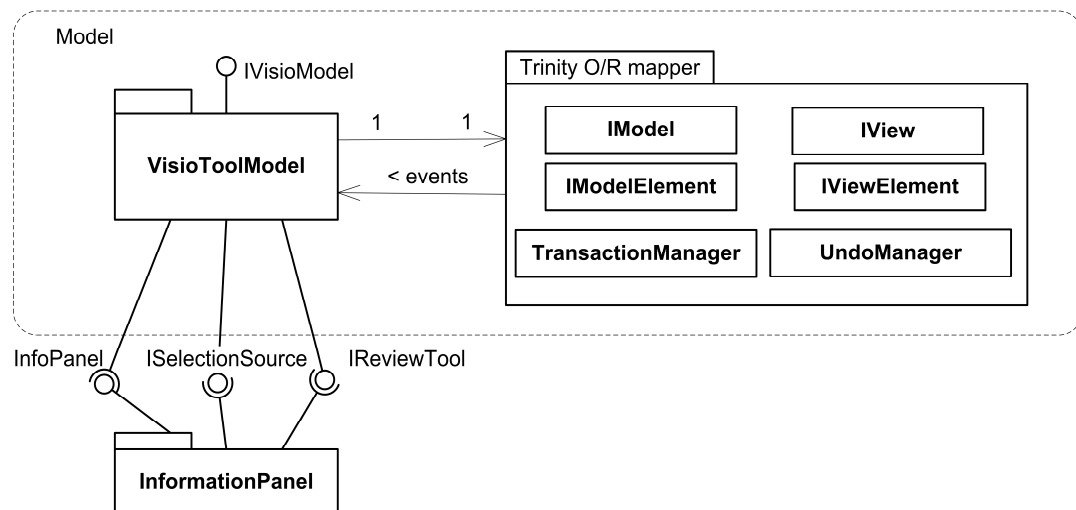 Model
IVisioModel
Trinity O/R mapper
1 1
IModel
IView
VisioToolModel
< events
IModelElement
IViewElement
TransactionManager
UndoManager
InfoPanel
ISelectionSource
IReviewTool
InformationPanel